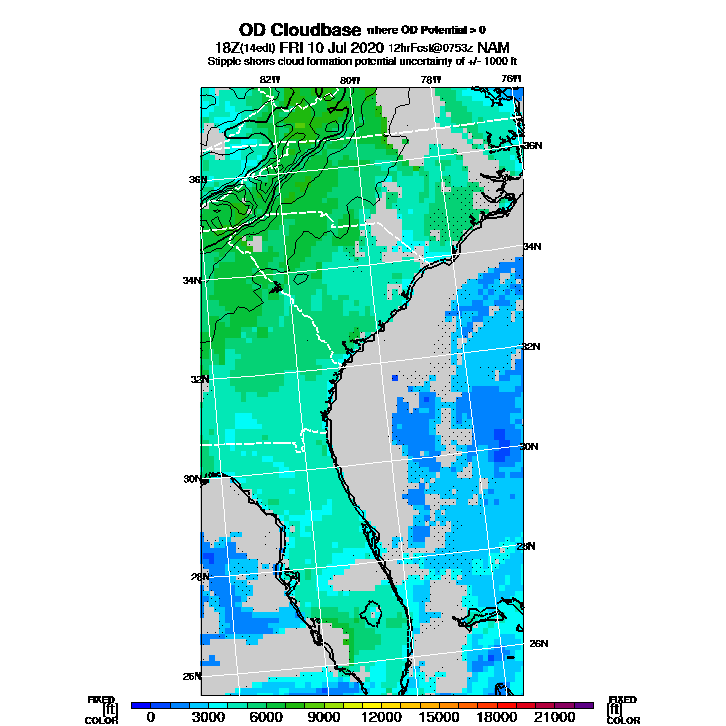 OD Cloudbase where OD Potential > 0
18Z(14edt) FRI 10 Jul 2020 12hrFcst@0753z NAM
Stipple shows cloud formation potential uncertainty of +/- 1000 ft
82W 80W 78W 76W
36N 36N
34N 34N
32N 32N
30N 30N
28N 28N
26N 26N
FIXED FIXED
[ft] [ft]
COLOR 0 3000 6000 9000 12000 15000 18000 21000 COLOR